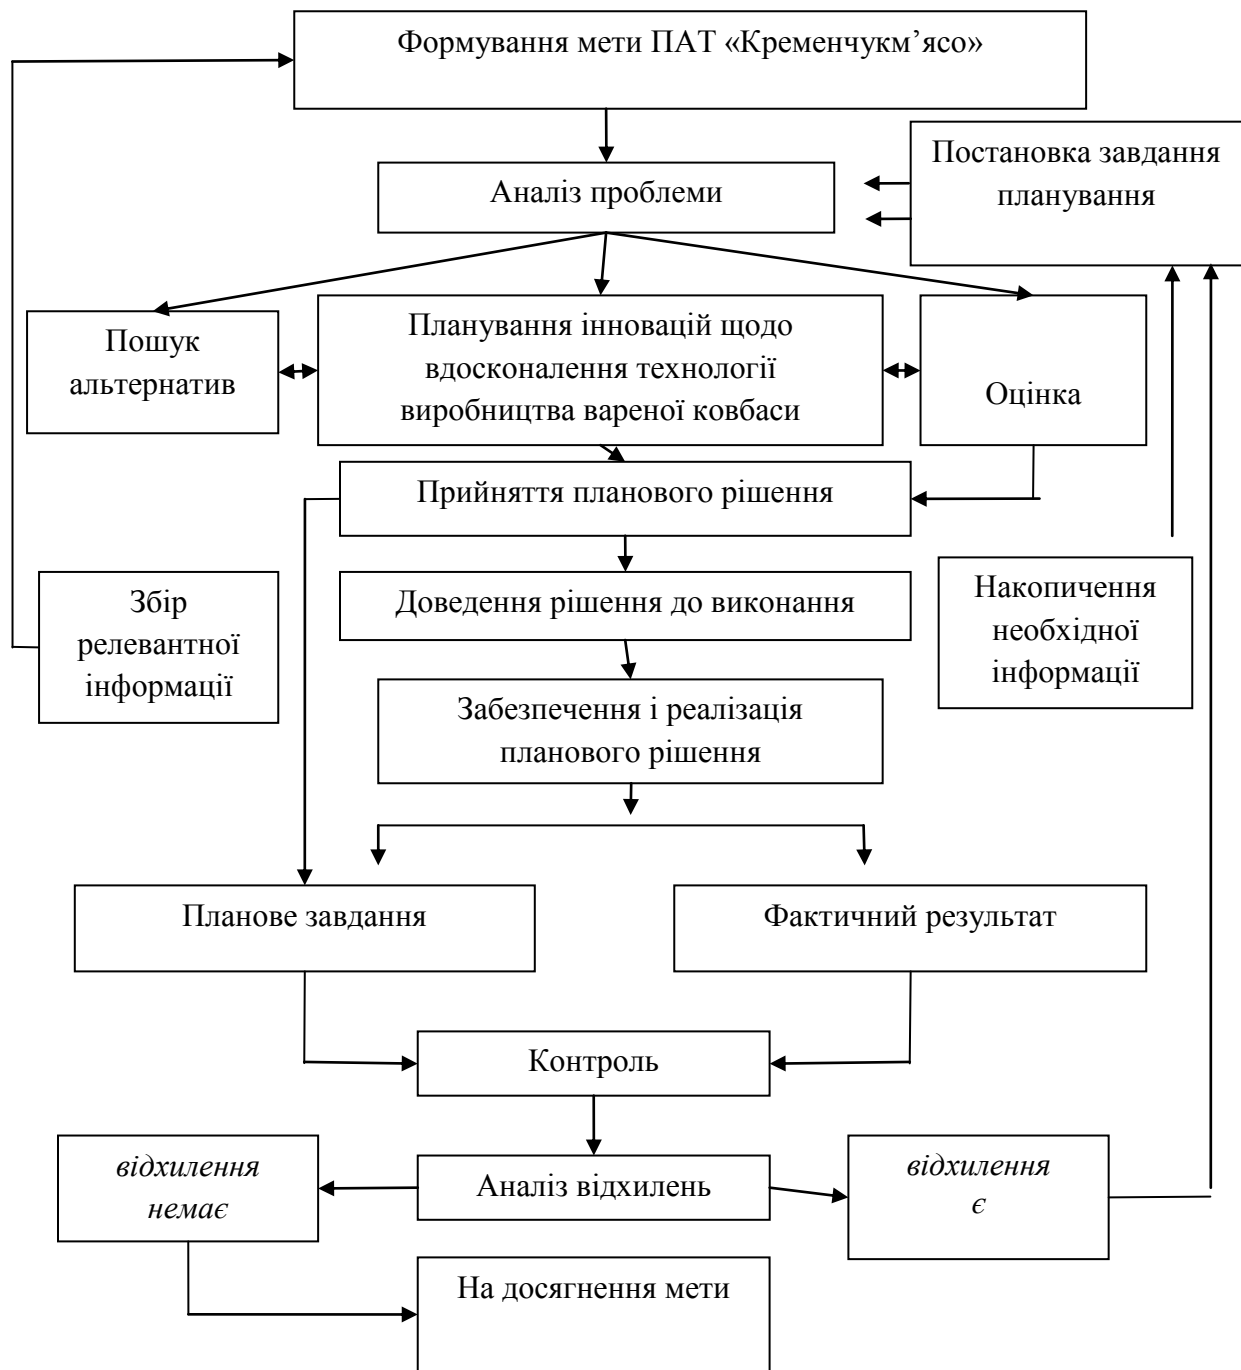 Формування мети ПАТ «Кременчукм’ясо»
Постановка завдання
планування
Аналіз проблеми
Пошук
альтернатив
Планування інновацій щодо
вдосконалення технології
виробництва вареної ковбаси
Оцінка
Прийняття планового рішення
Збір
релевантної
інформації
Доведення рішення до виконання
Накопичення
необхідної
інформації
Забезпечення і реалізація
планового рішення
Планове завдання
Фактичний результат
Контроль
відхилення
немає
Аналіз відхилень
відхилення
є
На досягнення мети